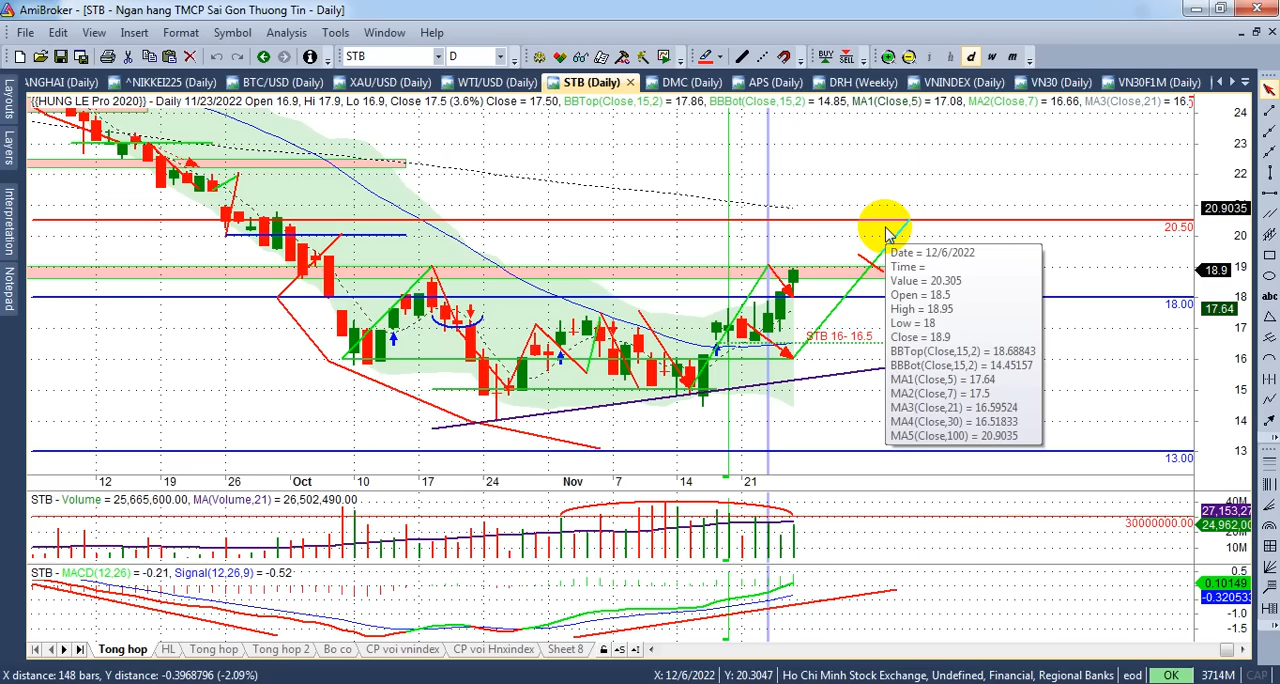 AmiBroker - [STB - Ngan hang TMCP Sai Gon Thuong Tin - Daily]
File Edit View Insert Format Symbol Analysis Tools Window Help
STB D i h d w m
BUY SELL
ANGHAI (Daily) ^NIKKEI225 (Daily) BTC/USD (Daily) XAU/USD (Daily) WTI/USD (Daily) STB (Daily) DMC (Daily) APS (Daily) DRH (Weekly) VNINDEX (Daily) VN30 (Daily) VN30F1M (Daily)
Layouts
Layers
Interpretation
Notepad
{{HUNG LE Pro 2020}} - Daily 11/23/2022 Open 16.9, Hi 17.9, Lo 16.9, Close 17.5 (3.6%) Close = 17.50, BBTop(Close,15,2) = 17.86, BBBot(Close,15,2) = 14.85, MA1(Close,5) = 17.08, MA2(Close,7) = 16.66, MA3(Close,21) = 16.
24
23
22
21
20.9035
20.50
20
19
18.9
18.00
18
17.64
17
16
15
14
13.00
13
STB 16- 16.5
Date = 12/6/2022
Time =
Value = 20.305
Open = 18.5
High = 18.95
Low = 18
Close = 18.9
BBTop(Close,15,2) = 18.68843
BBBot(Close,15,2) = 14.45157
MA1(Close,5) = 17.64
MA2(Close,7) = 17.5
MA3(Close,21) = 16.59524
MA4(Close,30) = 16.51833
MA5(Close,100) = 20.9035
12 19 26 Oct 10 17 24 Nov 7 14 21
STB - Volume = 25,665,600.00, MA(Volume,21) = 26,502,490.00
40M
27,153,27
30000000.00
24,962,00
10M
STB - MACD(12,26) = -0.21, Signal(12,26,9) = -0.52
0.5
0.10149
-0.320533
-1.0
-1.5
Tong hop HL Tong hop Tong hop 2 Bo co CP voi vnindex CP voi Hnxindex Sheet 8
X distance: 148 bars, Y distance: -0.3968796 (-2.09%) X: 12/6/2022 Y: 20.3047 Ho Chi Minh Stock Exchange, Undefined, Financial, Regional Banks eod OK 3714M CAP
abc